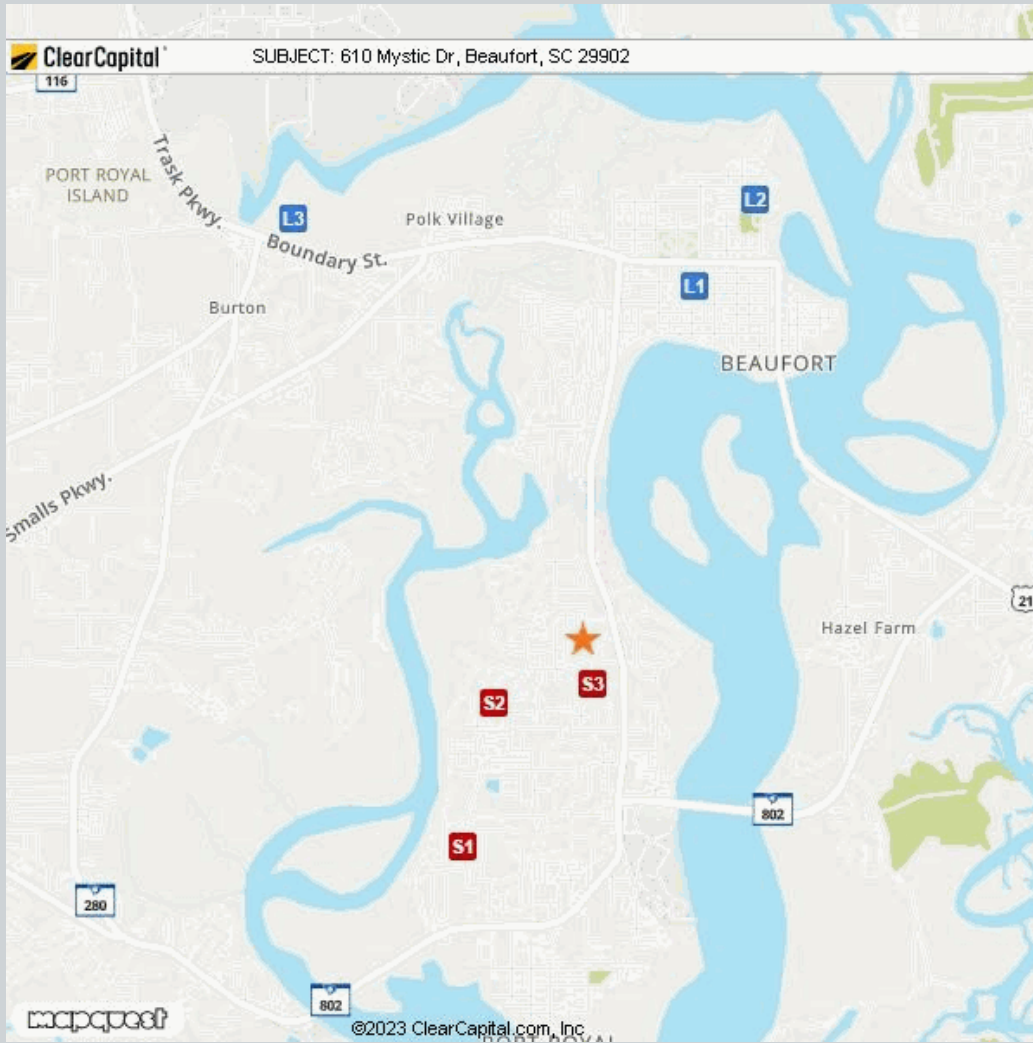 ClearCapital
SUBJECT: 610 Mystic Dr, Beaufort, SC 29902
116
Trask Pkwy.
PORT ROYAL
ISLAND
L3
Polk Village
L2
Boundary St.
L1
Burton
BEAUFORT
Smalls Pkwy.
21
Hazel Farm
S3
S2
802
S1
280
802
mapquest
©2023 ClearCapital.com, Inc
PORT ROYAL